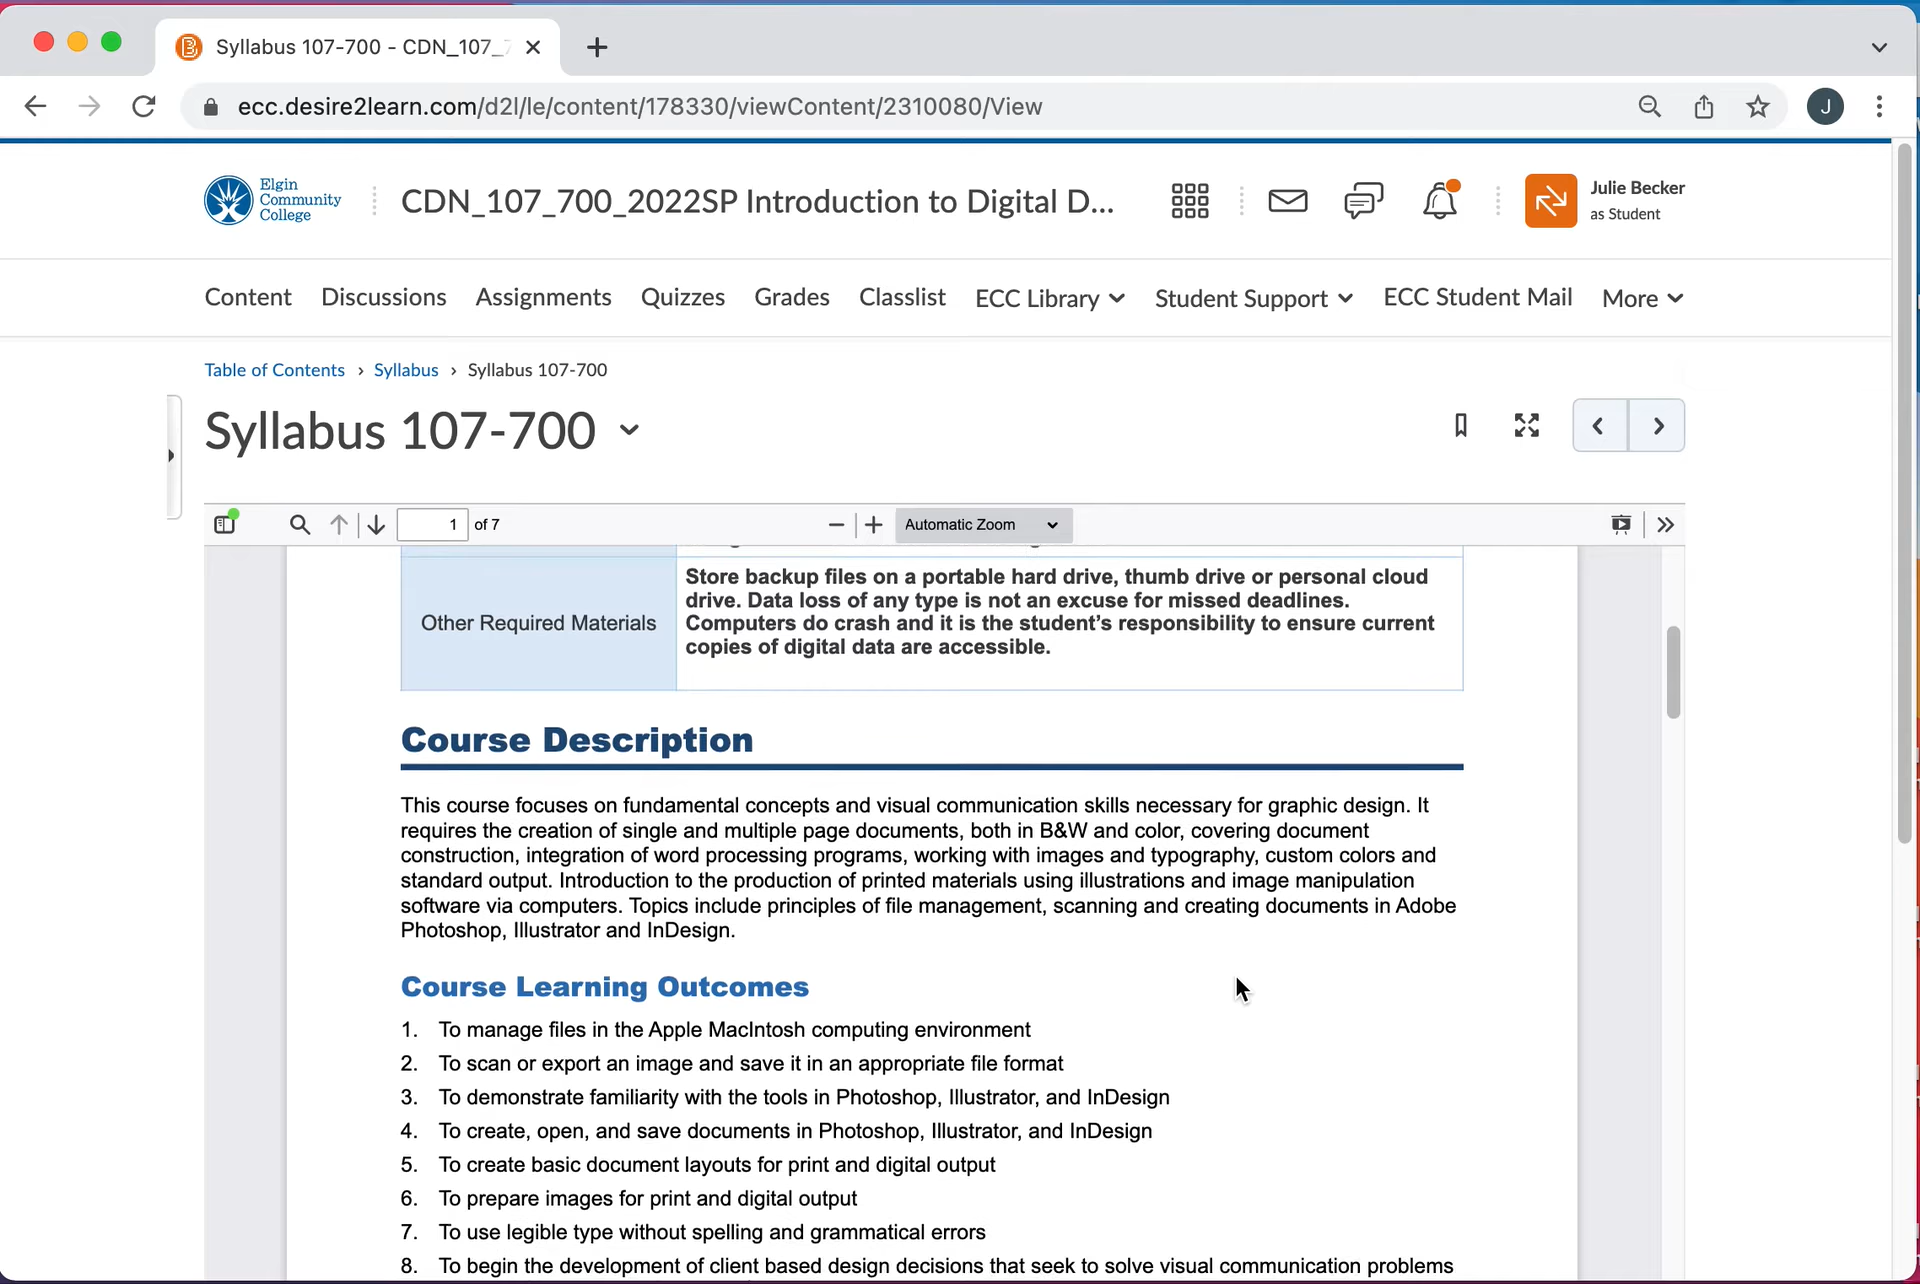 Syllabus 107-700 - CDN_107_
ecc.desire2learn.com/d2l/le/content/178330/viewContent/2310080/View
J
Elgin
Community
College
CDN_107_700_2022SP Introduction to Digital D...
Julie Becker
as Student
Content Discussions Assignments Quizzes Grades Classlist ECC Library Student Support ECC Student Mail More
Table of Contents › Syllabus › Syllabus 107-700
Syllabus 107-700
1 of 7 Automatic Zoom
Other Required Materials
Store backup files on a portable hard drive, thumb drive or personal cloud
drive. Data loss of any type is not an excuse for missed deadlines.
Computers do crash and it is the student’s responsibility to ensure current
copies of digital data are accessible.
Course Description
This course focuses on fundamental concepts and visual communication skills necessary for graphic design. It
requires the creation of single and multiple page documents, both in B&W and color, covering document
construction, integration of word processing programs, working with images and typography, custom colors and
standard output. Introduction to the production of printed materials using illustrations and image manipulation
software via computers. Topics include principles of file management, scanning and creating documents in Adobe
Photoshop, Illustrator and InDesign.
Course Learning Outcomes
1. To manage files in the Apple MacIntosh computing environment
2. To scan or export an image and save it in an appropriate file format
3. To demonstrate familiarity with the tools in Photoshop, Illustrator, and InDesign
4. To create, open, and save documents in Photoshop, Illustrator, and InDesign
5. To create basic document layouts for print and digital output
6. To prepare images for print and digital output
7. To use legible type without spelling and grammatical errors
8. To begin the development of client based design decisions that seek to solve visual communication problems